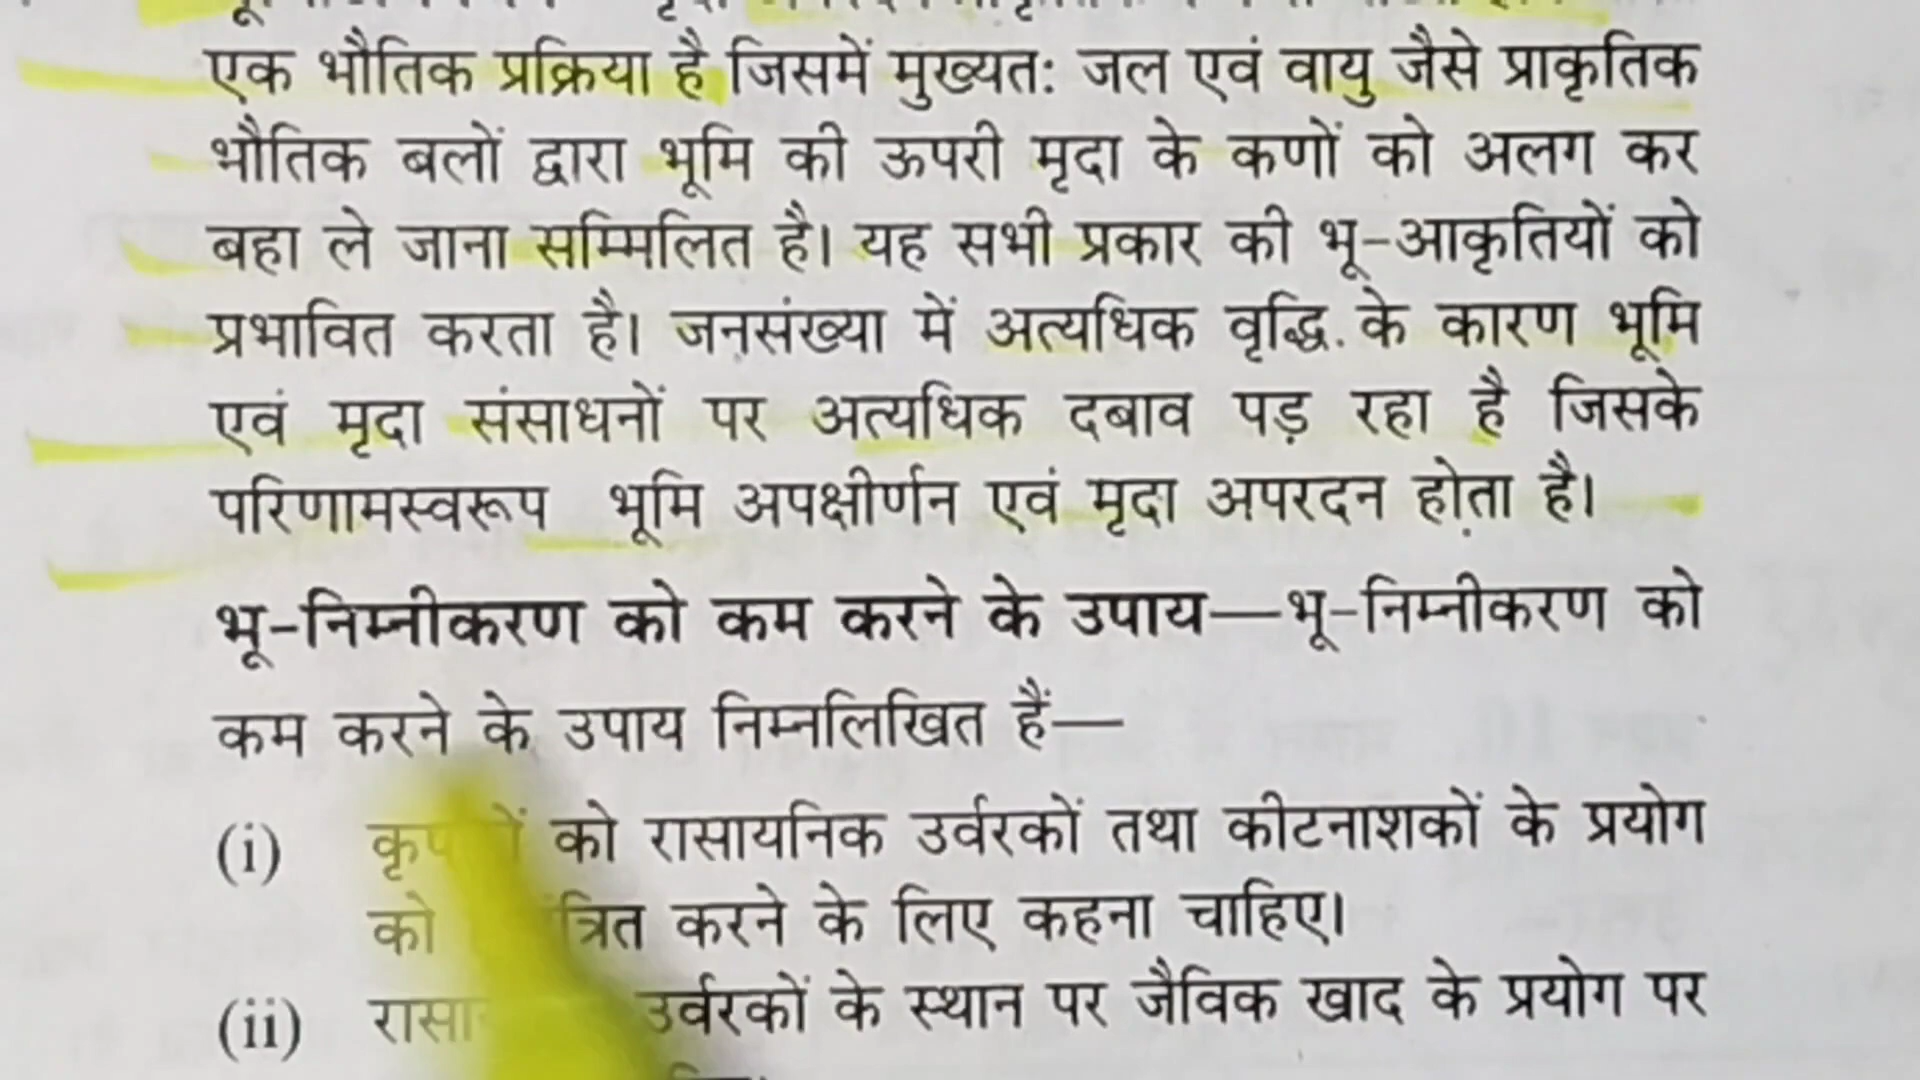 एक भौतिक प्रक्रिया है जिसमें मुख्यतः जल एवं वायु जैसे प्राकृतिक
भौतिक बलों द्वारा भूमि की ऊपरी मृदा के कणों को अलग कर
बहा ले जाना सम्मिलित है। यह सभी प्रकार की भू-आकृतियों को
प्रभावित करता है। जनसंख्या में अत्यधिक वृद्धि. के कारण भूमि
एवं मृदा संसाधनों पर अत्यधिक दबाव पड़ रहा है जिसके
परिणामस्वरूप भूमि अपक्षीर्णन एवं मृदा अपरदन होता है।
भू-निम्नीकरण को कम करने के उपाय—भू-निम्नीकरण को
कम करने के उपाय निम्नलिखित हैं—
(i) को रासायनिक उर्वरकों तथा कीटनाशकों के प्रयोग
को करने के लिए कहना चाहिए।
(ii) उर्वरकों के स्थान पर जैविक खाद के प्रयोग पर